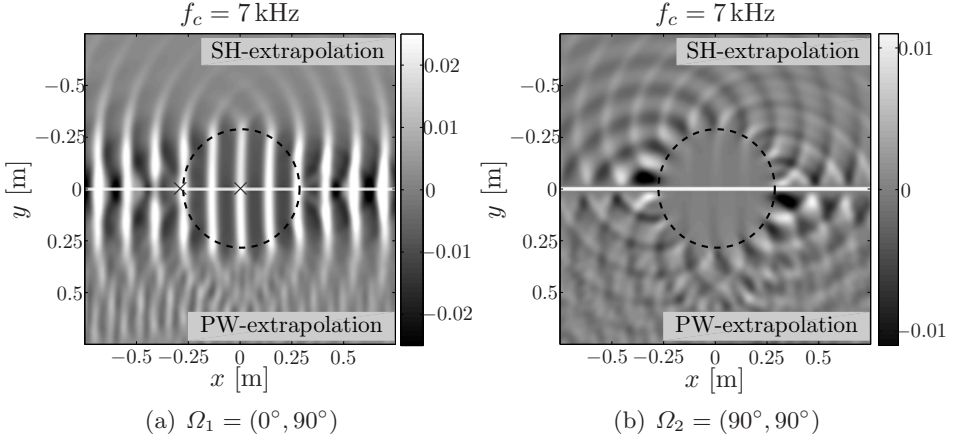 f_c = 7 kHz
SH-extrapolation
PW-extrapolation
−0.5
−0.25
0
0.25
0.5
y [m]
−0.5 −0.25 0 0.25 0.5
x [m]
0.02
0.01
0
−0.01
−0.02
(a) Ω₁ = (0°, 90°)
f_c = 7 kHz
SH-extrapolation
PW-extrapolation
−0.5
−0.25
0
0.25
0.5
y [m]
−0.5 −0.25 0 0.25 0.5
x [m]
0.01
0
−0.01
(b) Ω₂ = (90°, 90°)